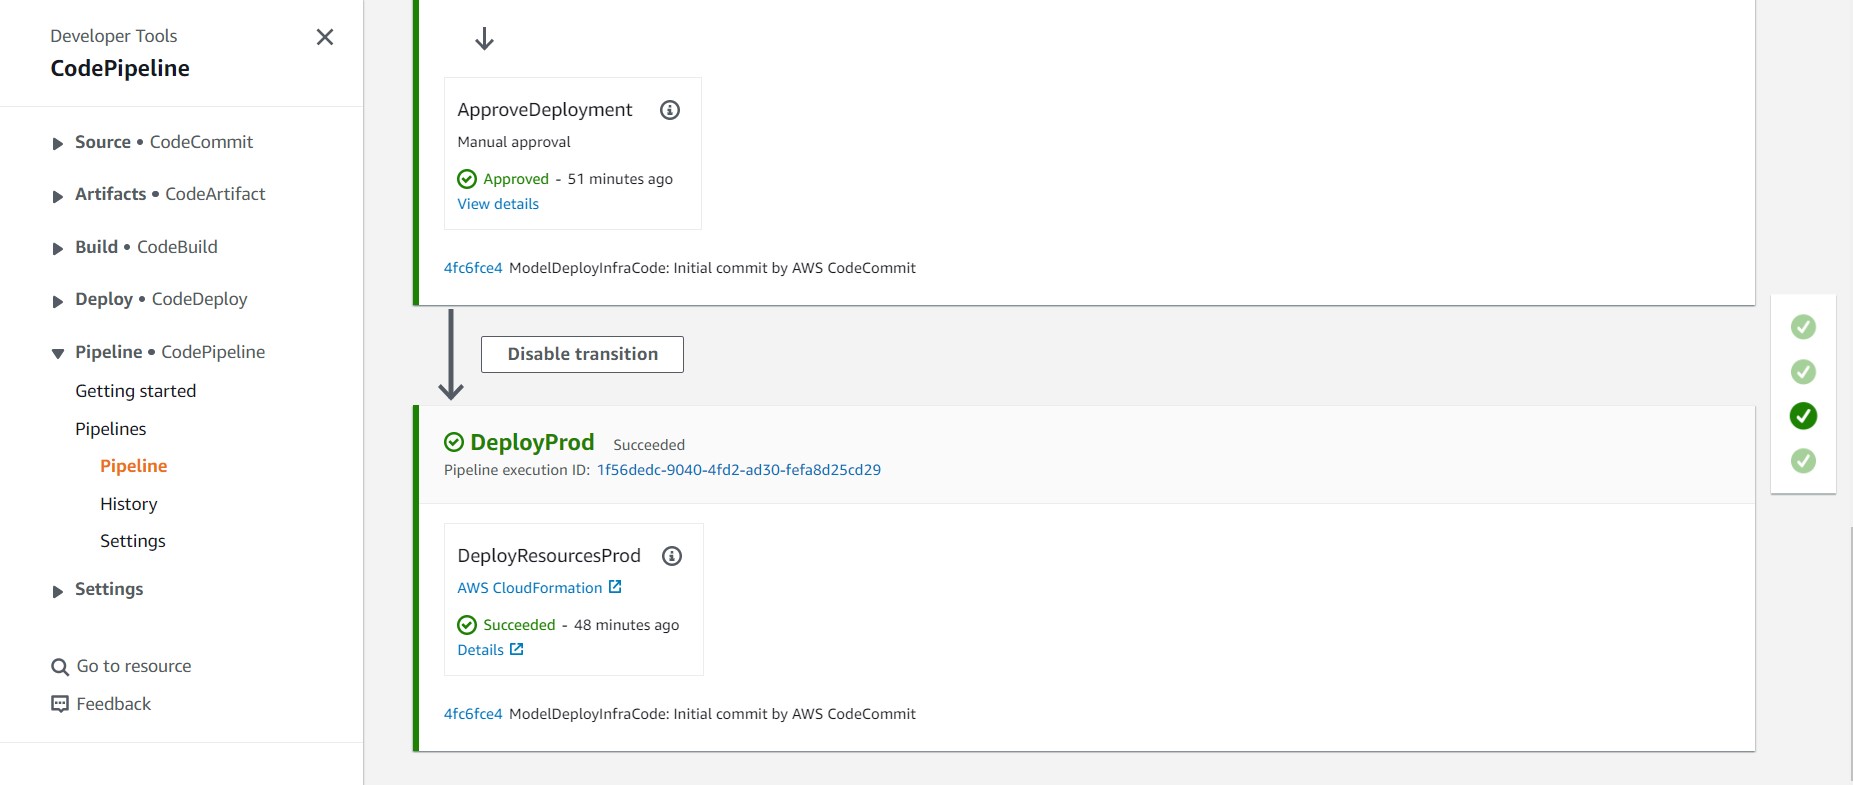 Developer Tools
CodePipeline
Source • CodeCommit
Artifacts • CodeArtifact
Build • CodeBuild
Deploy • CodeDeploy
Pipeline • CodePipeline
Getting started
Pipelines
Pipeline
History
Settings
Settings
Go to resource
Feedback
ApproveDeployment
Manual approval
Approved - 51 minutes ago
View details
4fc6fce4 ModelDeployInfraCode: Initial commit by AWS CodeCommit
Disable transition
DeployProd Succeeded
Pipeline execution ID: 1f56dedc-9040-4fd2-ad30-fefa8d25cd29
DeployResourcesProd
AWS CloudFormation
Succeeded - 48 minutes ago
Details
4fc6fce4 ModelDeployInfraCode: Initial commit by AWS CodeCommit